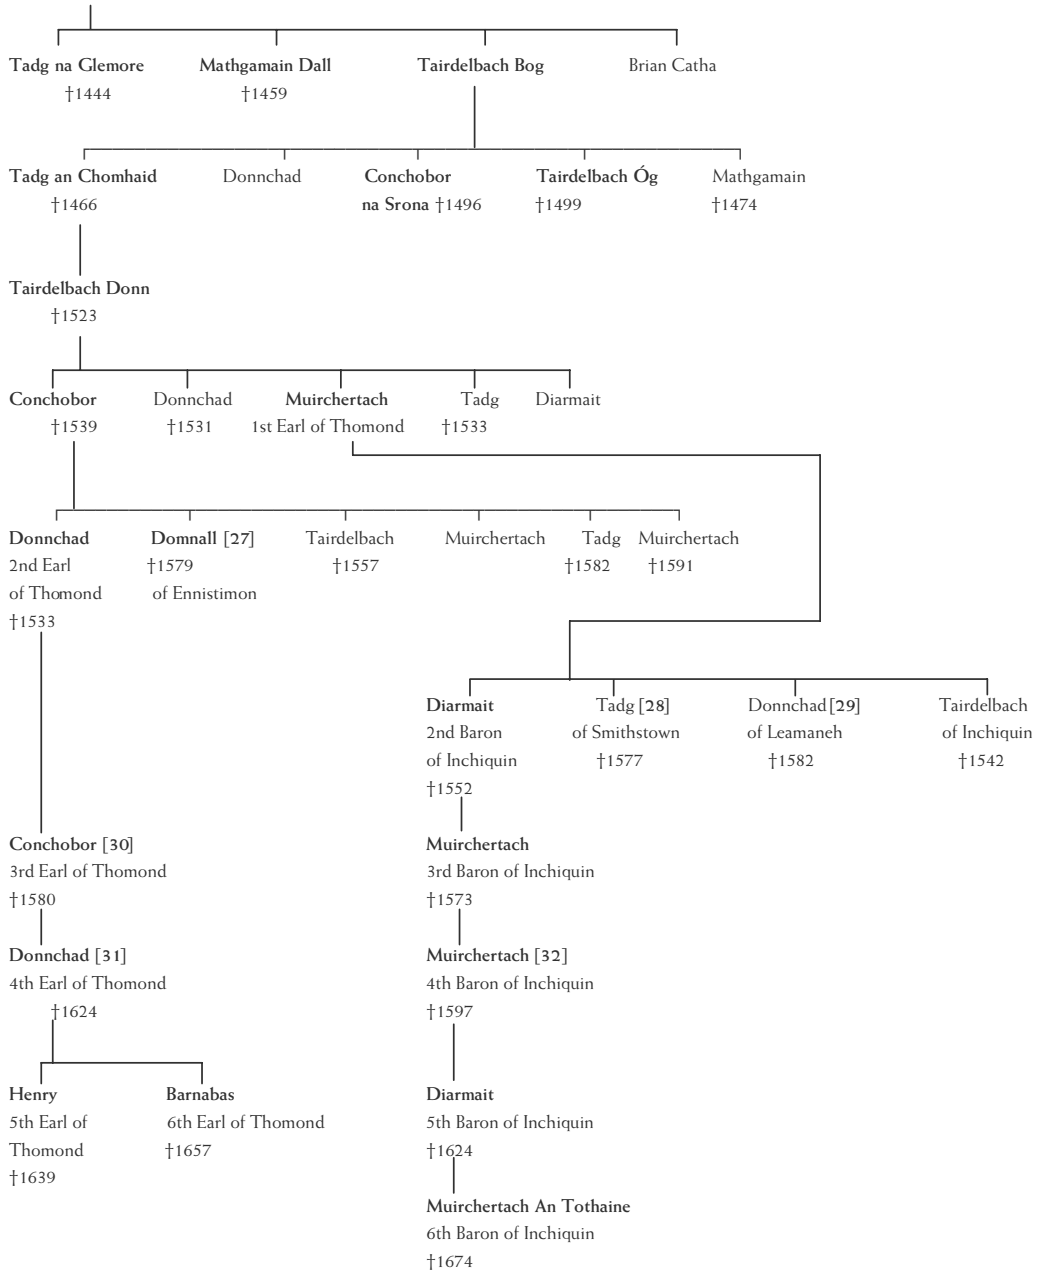 Tadg na Glemore Mathgamain Dall Tairdelbach Bog Brian Catha
†1444 †1459
Tadg an Chomhaid Donnchad Conchobor Tairdelbach Óg Mathgamain
†1466 na Srona †1496 †1499 †1474
Tairdelbach Donn
†1523
Conchobor Donnchad Muirchertach Tadg Diarmait
†1539 †1531 1st Earl of Thomond †1533
Donnchad Domnall [27] Tairdelbach Muirchertach Tadg Muirchertach
2nd Earl †1579 †1557 †1582 †1591
of Thomond of Ennistimon
†1533
Diarmait Tadg [28] Donnchad [29] Tairdelbach
2nd Baron of Smithstown of Leamaneh of Inchiquin
of Inchiquin †1577 †1582 †1542
†1552
Conchobor [30] Muirchertach
3rd Earl of Thomond 3rd Baron of Inchiquin
†1580 †1573
Donnchad [31] Muirchertach [32]
4th Earl of Thomond 4th Baron of Inchiquin
†1624 †1597
Henry Barnabas Diarmait
5th Earl of 6th Earl of Thomond 5th Baron of Inchiquin
Thomond †1657 †1624
†1639
Muirchertach An Tothaine
6th Baron of Inchiquin
†1674